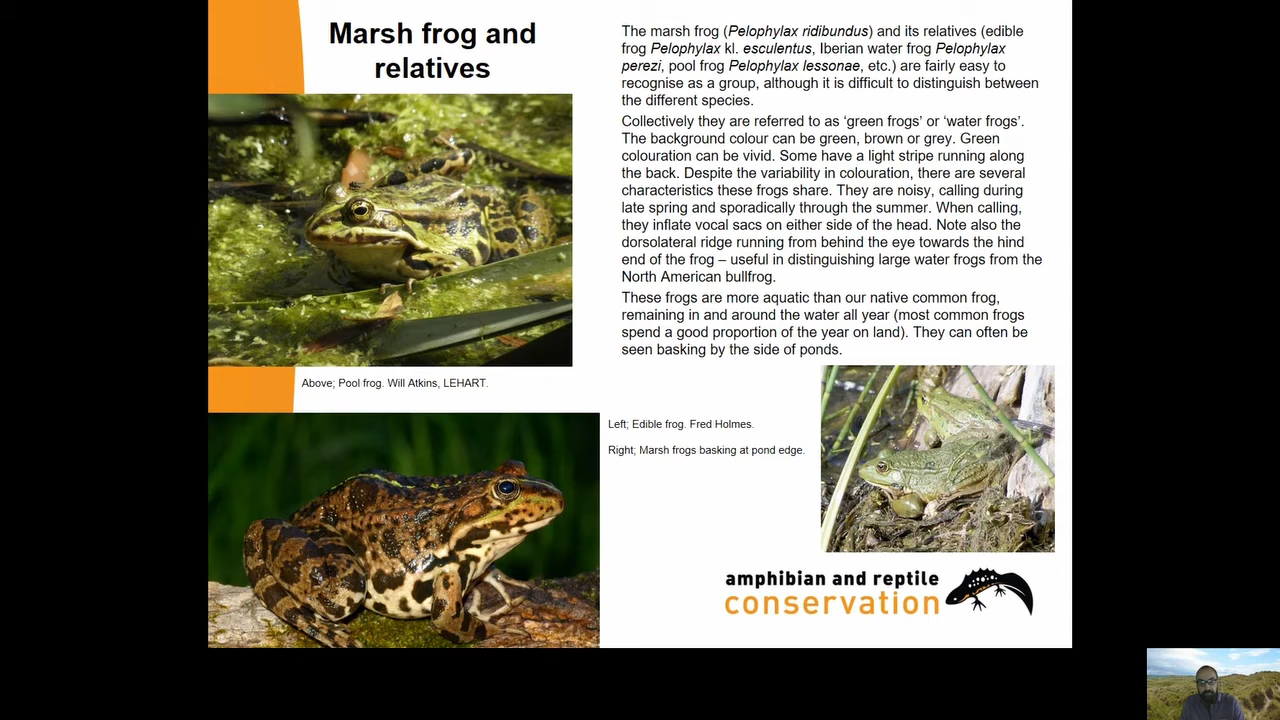 Marsh frog and
relatives
The marsh frog (Pelophylax ridibundus) and its relatives (edible
frog Pelophylax kl. esculentus, Iberian water frog Pelophylax
perezi, pool frog Pelophylax lessonae, etc.) are fairly easy to
recognise as a group, although it is difficult to distinguish between
the different species.
Collectively they are referred to as ‘green frogs’ or ‘water frogs’.
The background colour can be green, brown or grey. Green
colouration can be vivid. Some have a light stripe running along
the back. Despite the variability in colouration, there are several
characteristics these frogs share. They are noisy, calling during
late spring and sporadically through the summer. When calling,
they inflate vocal sacs on either side of the head. Note also the
dorsolateral ridge running from behind the eye towards the hind
end of the frog – useful in distinguishing large water frogs from the
North American bullfrog.
These frogs are more aquatic than our native common frog,
remaining in and around the water all year (most common frogs
spend a good proportion of the year on land). They can often be
seen basking by the side of ponds.
Above; Pool frog. Will Atkins, LEHART.
Left; Edible frog. Fred Holmes.
Right; Marsh frogs basking at pond edge.
amphibian and reptile
conservation